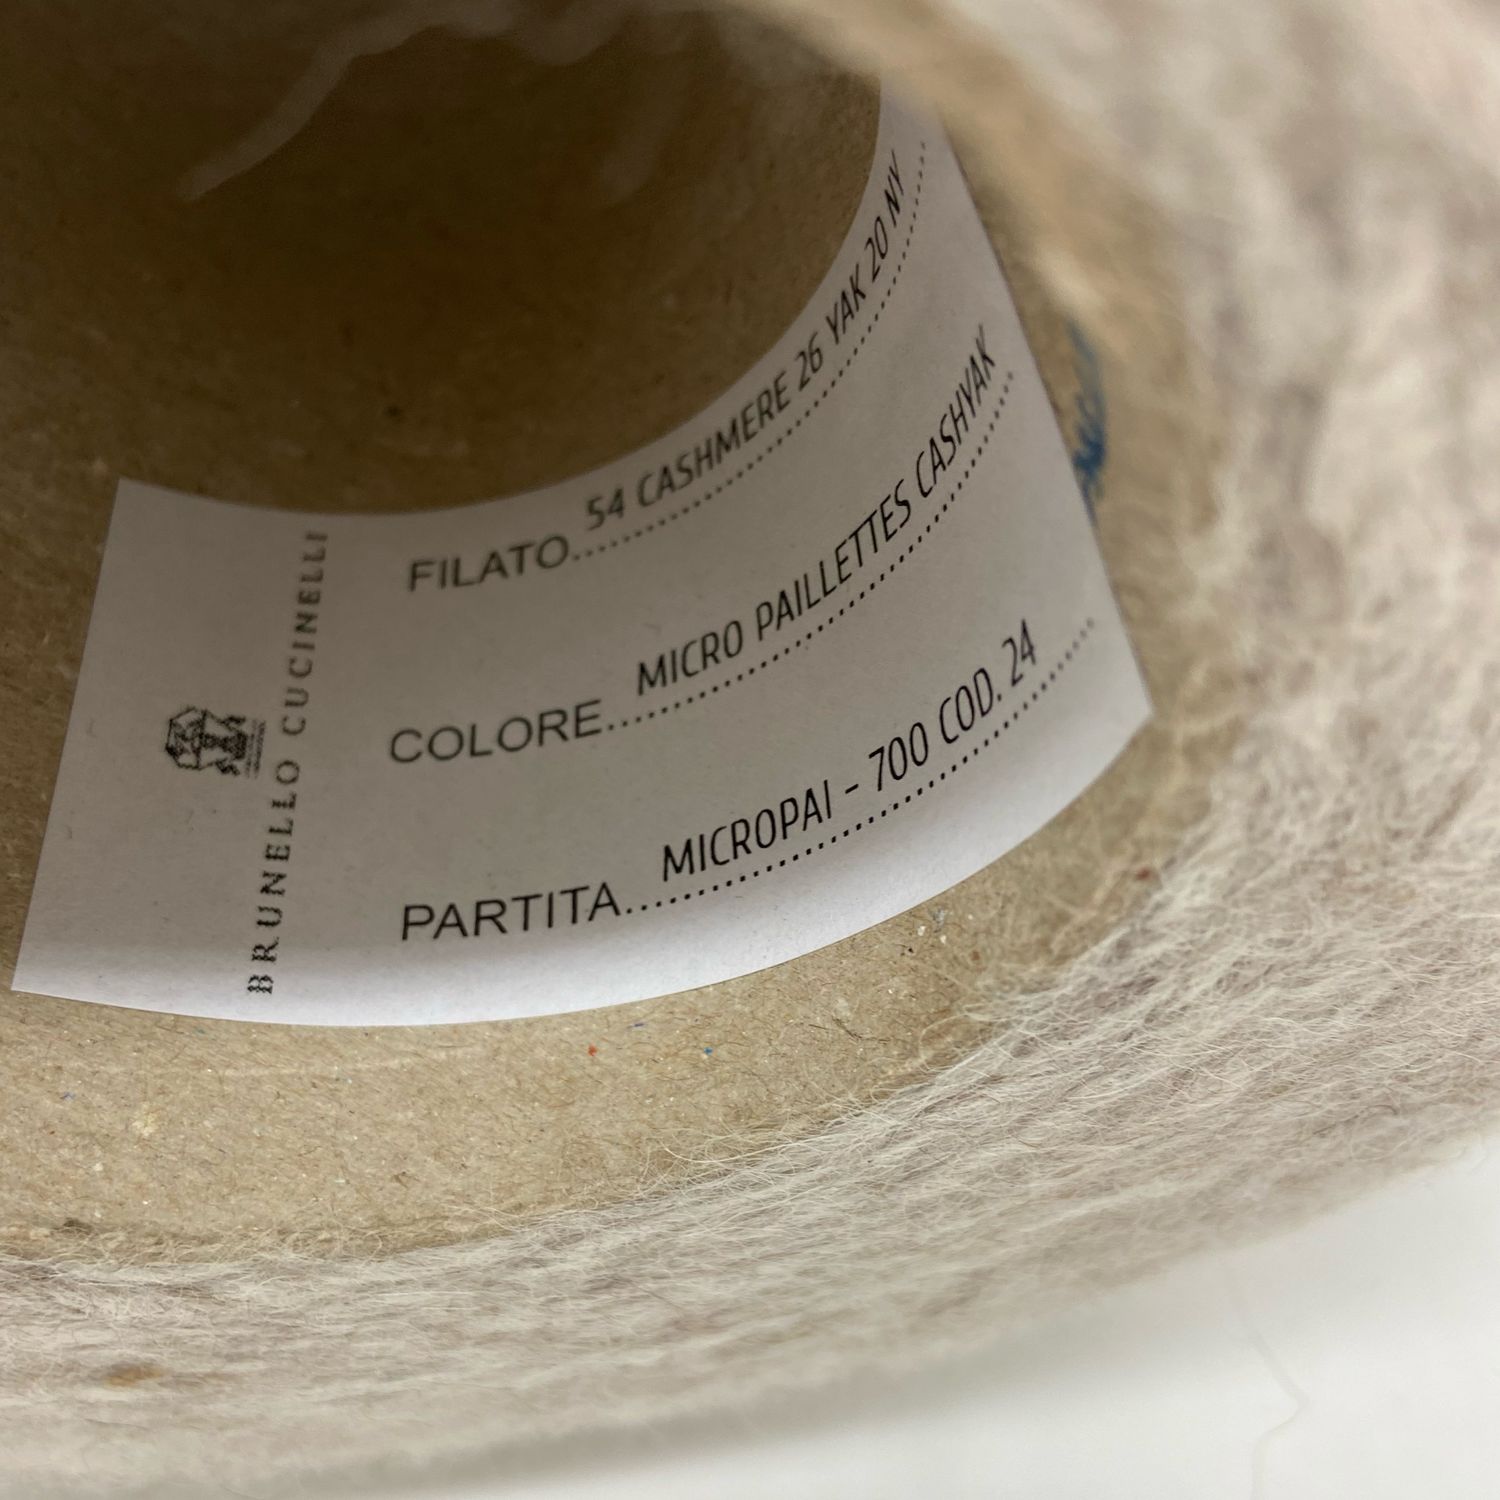 BRUNELLO CUCINELLI
FILATO 54 CASHMERE 26 YAK 20 NY
COLORE MICRO PAILLETTES CASHYAK
PARTITA MICROPAI - 700 COD. 24